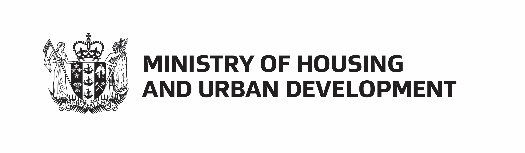 MINISTRY OF HOUSING
AND URBAN DEVELOPMENT